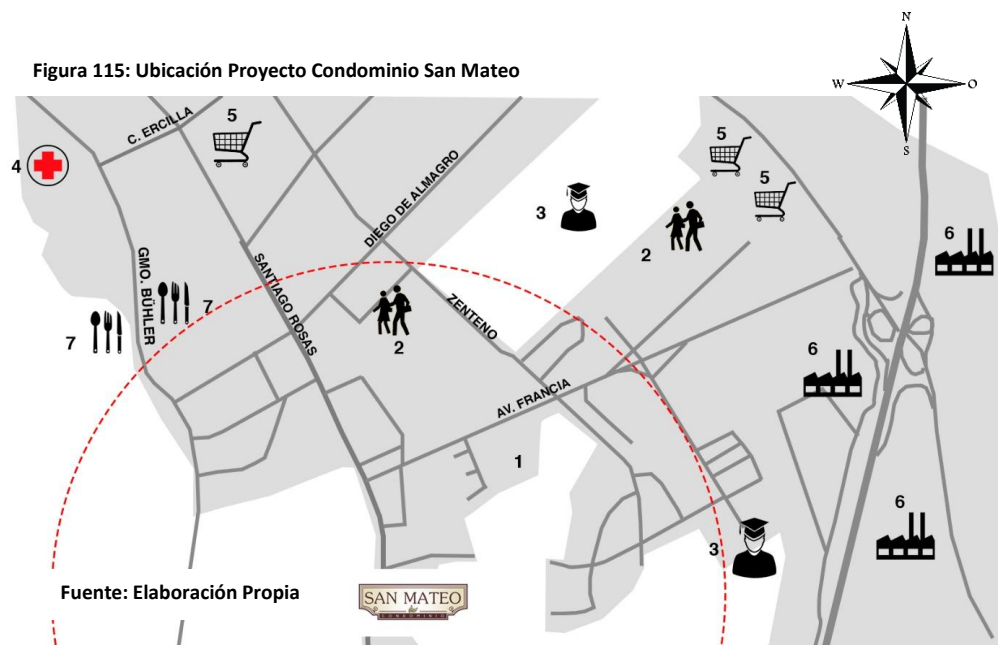 Figura 115: Ubicación Proyecto Condominio San Mateo
N
W
O
S
C. ERCILLA
5
5
5
4
3
DIEGO DE ALMAGRO
2
6
GMO. BÜHLER
SANTIAGO ROSAS
7
7
ZENTENO
2
6
AV. FRANCIA
1
6
3
Fuente: Elaboración Propia
SAN MATEO
CONDOMINIO